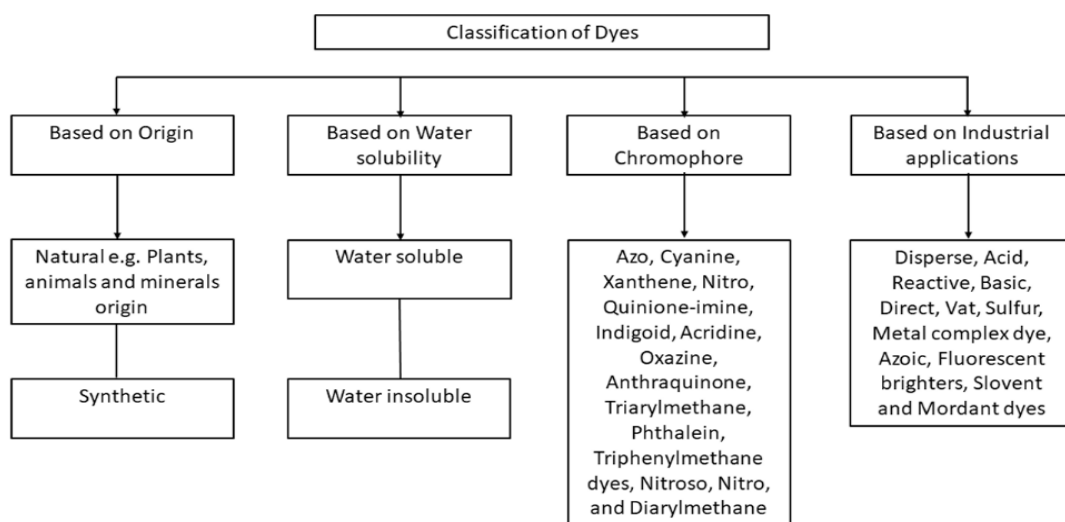 Classification of Dyes
Based on Origin
Based on Water
solubility
Based on
Chromophore
Based on Industrial
applications
Natural e.g. Plants,
animals and minerals
origin
Water soluble
Azo, Cyanine,
Xanthene, Nitro,
Quinione-imine,
Indigoid, Acridine,
Oxazine,
Anthraquinone,
Triarylmethane,
Phthalein,
Triphenylmethane
dyes, Nitroso, Nitro,
and Diarylmethane
Disperse, Acid,
Reactive, Basic,
Direct, Vat, Sulfur,
Metal complex dye,
Azoic, Fluorescent
brighters, Slovent
and Mordant dyes
Synthetic
Water insoluble